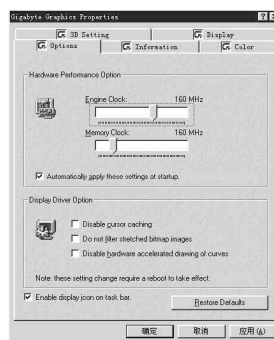 Gigabyte Graphics Properties
3D Setting
Display
Options
Information
Color
Hardware Performance Option
Engine Clock: 160 MHz
Memory Clock: 160 MHz
Automatically apply these settings at startup.
Display Driver Option
Disable cursor caching
Do not filter stretched bitmap images
Disable hardware accelerated drawing of curves
Note: these setting change require a reboot to take effect.
Enable display icon on task bar.
Restore Defaults
确定 取消 应用(A)